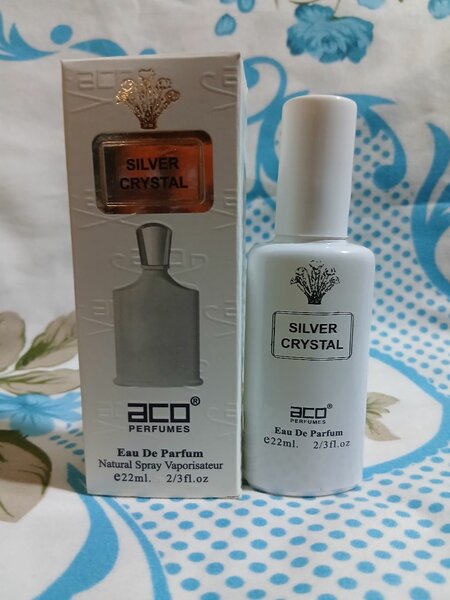 SILVER
CRYSTAL
aco®
PERFUMES
Eau De Parfum
Natural Spray Vaporisateur
e22ml. 2/3fl.oz
SILVER
CRYSTAL
aco®
PERFUMES
Eau De Parfum
e22ml. 2/3fl.oz